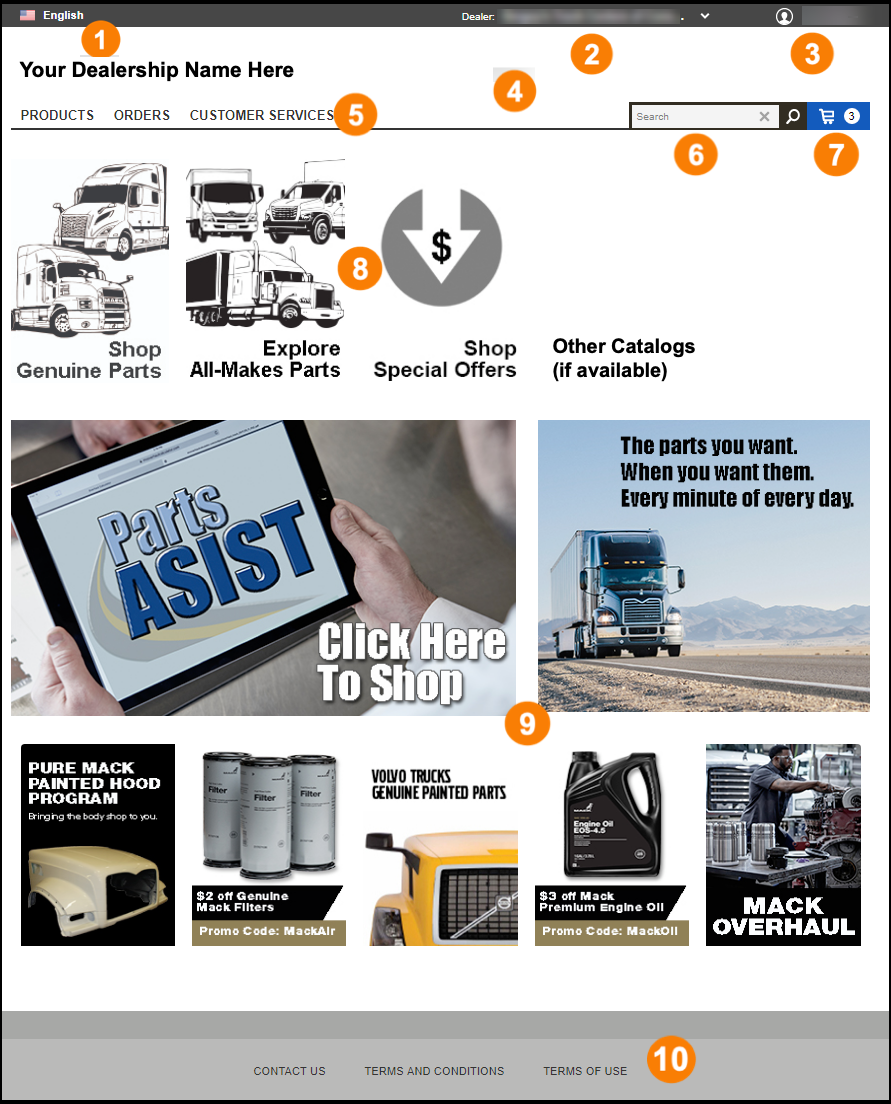 English
Dealer:
1
2
3
Your Dealership Name Here
4
PRODUCTS ORDERS CUSTOMER SERVICES
5
Search
3
6
7
MACK
$
8
Shop
Genuine Parts
Explore
All-Makes Parts
Shop
Special Offers
Other Catalogs
(if available)
Parts
ASIST
Click Here
To Shop
The parts you want.
When you want them.
Every minute of every day.
9
PURE MACK
PAINTED HOOD
PROGRAM
Bringing the body shop to you.
Filter
Filter
Filter
$2 off Genuine
Mack Filters
Promo Code: MackAir
VOLVO TRUCKS
GENUINE PAINTED PARTS
Engine Oil
EOS-4.5
$3 off Mack
Premium Engine Oil
Promo Code: MackOil
MACK
OVERHAUL
10
CONTACT US TERMS AND CONDITIONS TERMS OF USE